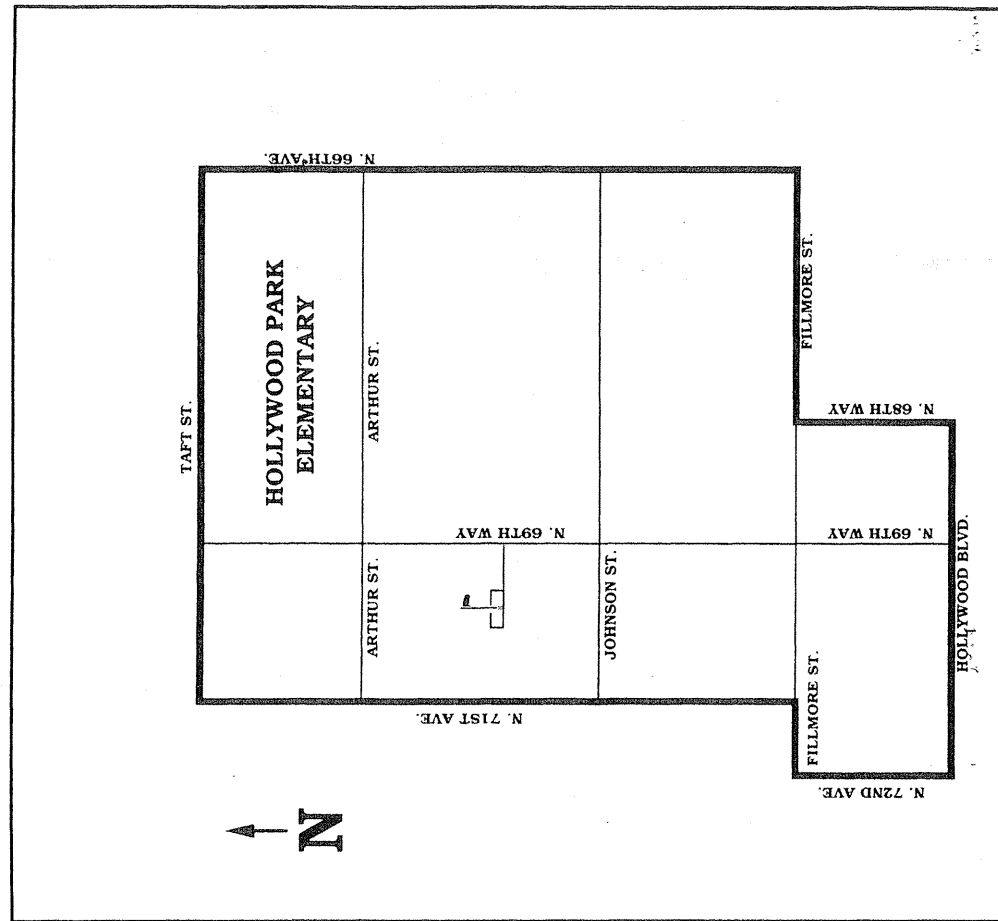 N. 66TH AVE.
TAFT ST.
HOLLYWOOD PARK
ELEMENTARY
ARTHUR ST.
FILLMORE ST.
N. 68TH WAY
N. 69TH WAY
N. 69TH WAY
ARTHUR ST.
JOHNSON ST.
HOLLYWOOD BLVD.
FILLMORE ST.
N. 71ST AVE.
N. 72ND AVE.
N